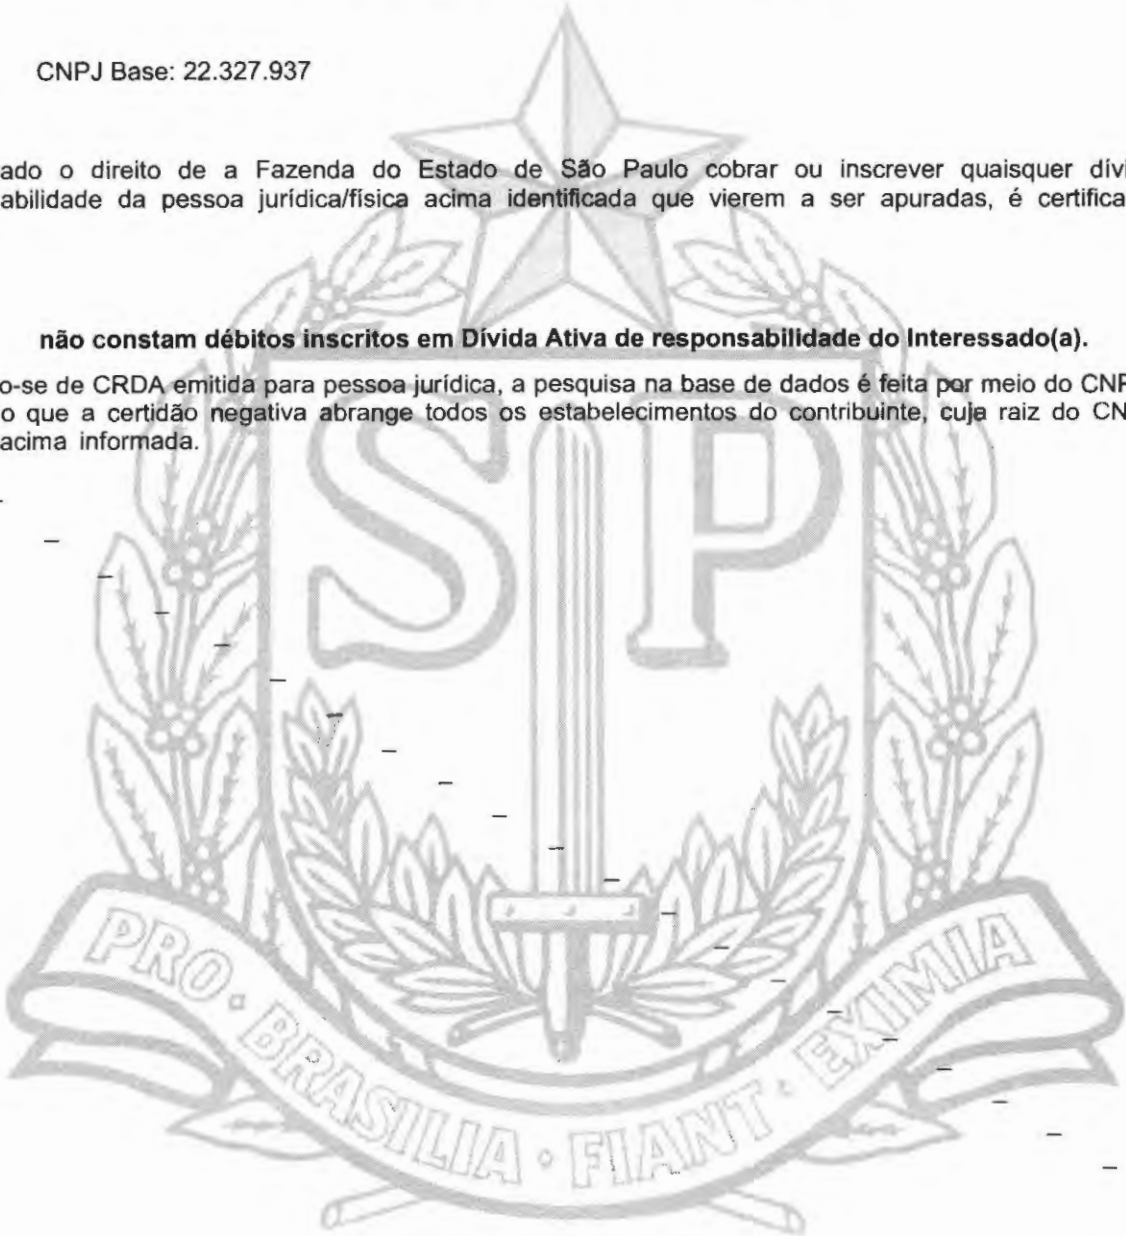 CNPJ Base: 22.327.937
ado o direito de a Fazenda do Estado de São Paulo cobrar ou inscrever quaisquer dívi
abilidade da pessoa jurídica/física acima identificada que vierem a ser apuradas, é certifica
não constam débitos inscritos em Dívida Ativa de responsabilidade do Interessado(a).
o-se de CRDA emitida para pessoa jurídica, a pesquisa na base de dados é feita por meio do CNP
o que a certidão negativa abrange todos os estabelecimentos do contribuinte, cuja raiz do CN
acima informada.
SP
PRO · BRASILIA · FIANT · EXIMIA